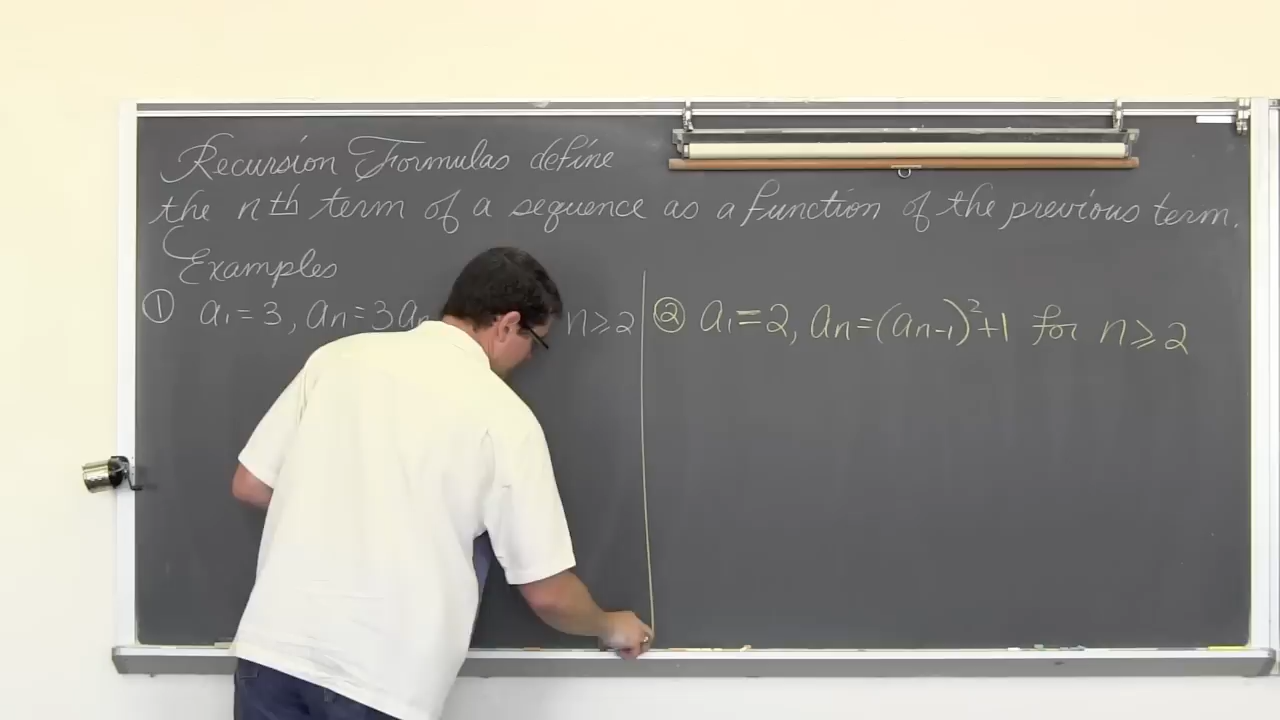 Recursion Formulas define
the nth term of a sequence as a function of the previous term.
Examples
① a₁=3, aₙ=3aₙ n≥2
② a₁=2, aₙ=(aₙ₋₁)²+1 for n≥2